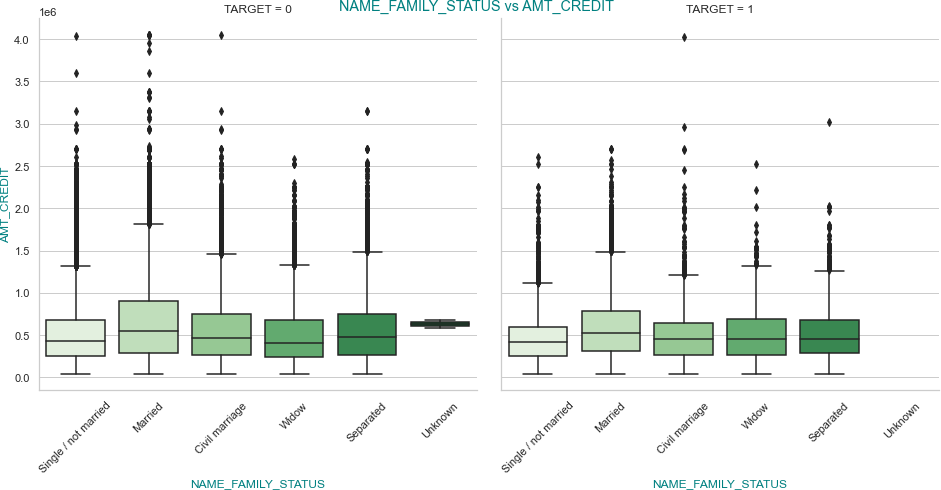 NAME_FAMILY_STATUS vs AMT_CREDIT
TARGET = 0
TARGET = 1
1e6
4.0
3.5
3.0
2.5
2.0
1.5
1.0
0.5
0.0
AMT_CREDIT
Single / not married
Married
Civil marriage
Widow
Separated
Unknown
Single / not married
Married
Civil marriage
Widow
Separated
Unknown
NAME_FAMILY_STATUS
NAME_FAMILY_STATUS